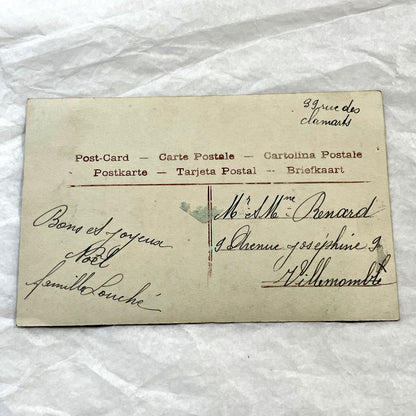 99 rue des
clamarts
Post-Card – Carte Postale – Cartolina Postale
Postkarte – Tarjeta Postal – Briefkaart
Bons et joyeux
Noël
famille Louché
Mr & Mme Renard
9 Avenue Joséphine 9
Villemomble